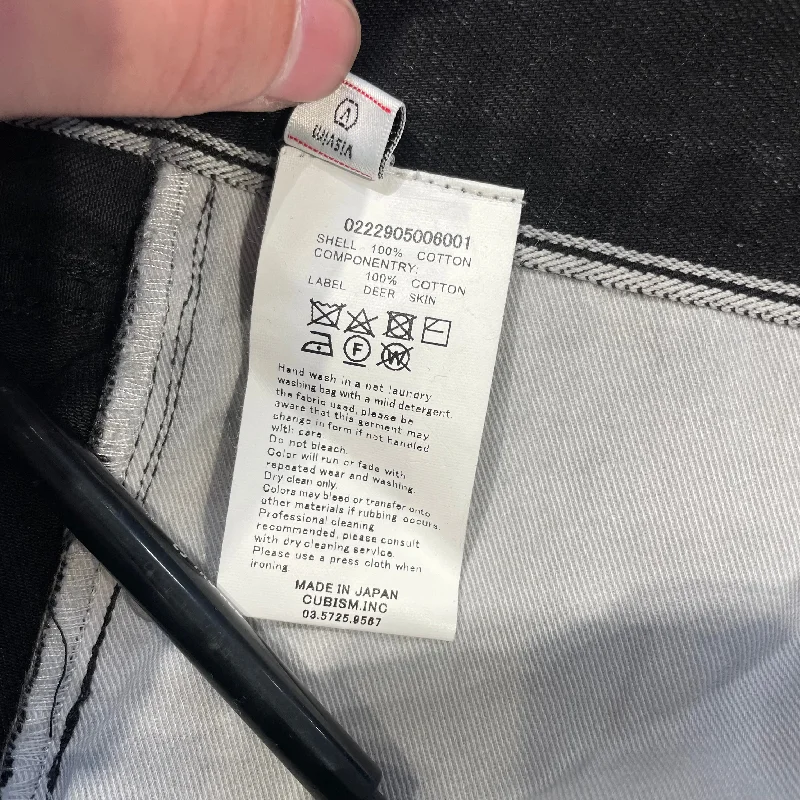 VISVIM
0222905006001
SHELL 100% COTTON
COMPONENTRY:
100% COTTON
LABEL DEER SKIN
F
W
Hand wash in a net laundry
washing bag with a mild detergent.
the fabric used, please be
aware that this garment may
change in form if not handled
with care.
Do not bleach.
Color will run or fade with
repeated wear and washing.
Dry clean only.
Colors may bleed or transfer onto
other materials if rubbing occurs.
Professional cleaning
recommended, please consult
with dry cleaning service.
Please use a press cloth when
ironing.
MADE IN JAPAN
CUBISM.INC
03.5725.9567